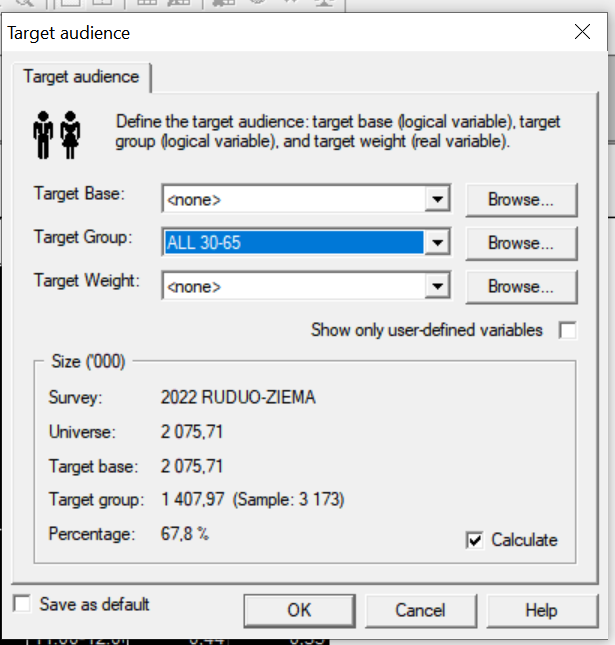 Target audience
Target audience
Define the target audience: target base (logical variable), target
group (logical variable), and target weight (real variable).
Target Base: <none> Browse...
Target Group: ALL 30-65 Browse...
Target Weight: <none> Browse...
Show only user-defined variables
Size ('000)
Survey: 2022 RUDUO-ZIEMA
Universe: 2 075,71
Target base: 2 075,71
Target group: 1 407,97 (Sample: 3 173)
Percentage: 67,8 %
Calculate
Save as default
OK Cancel Help